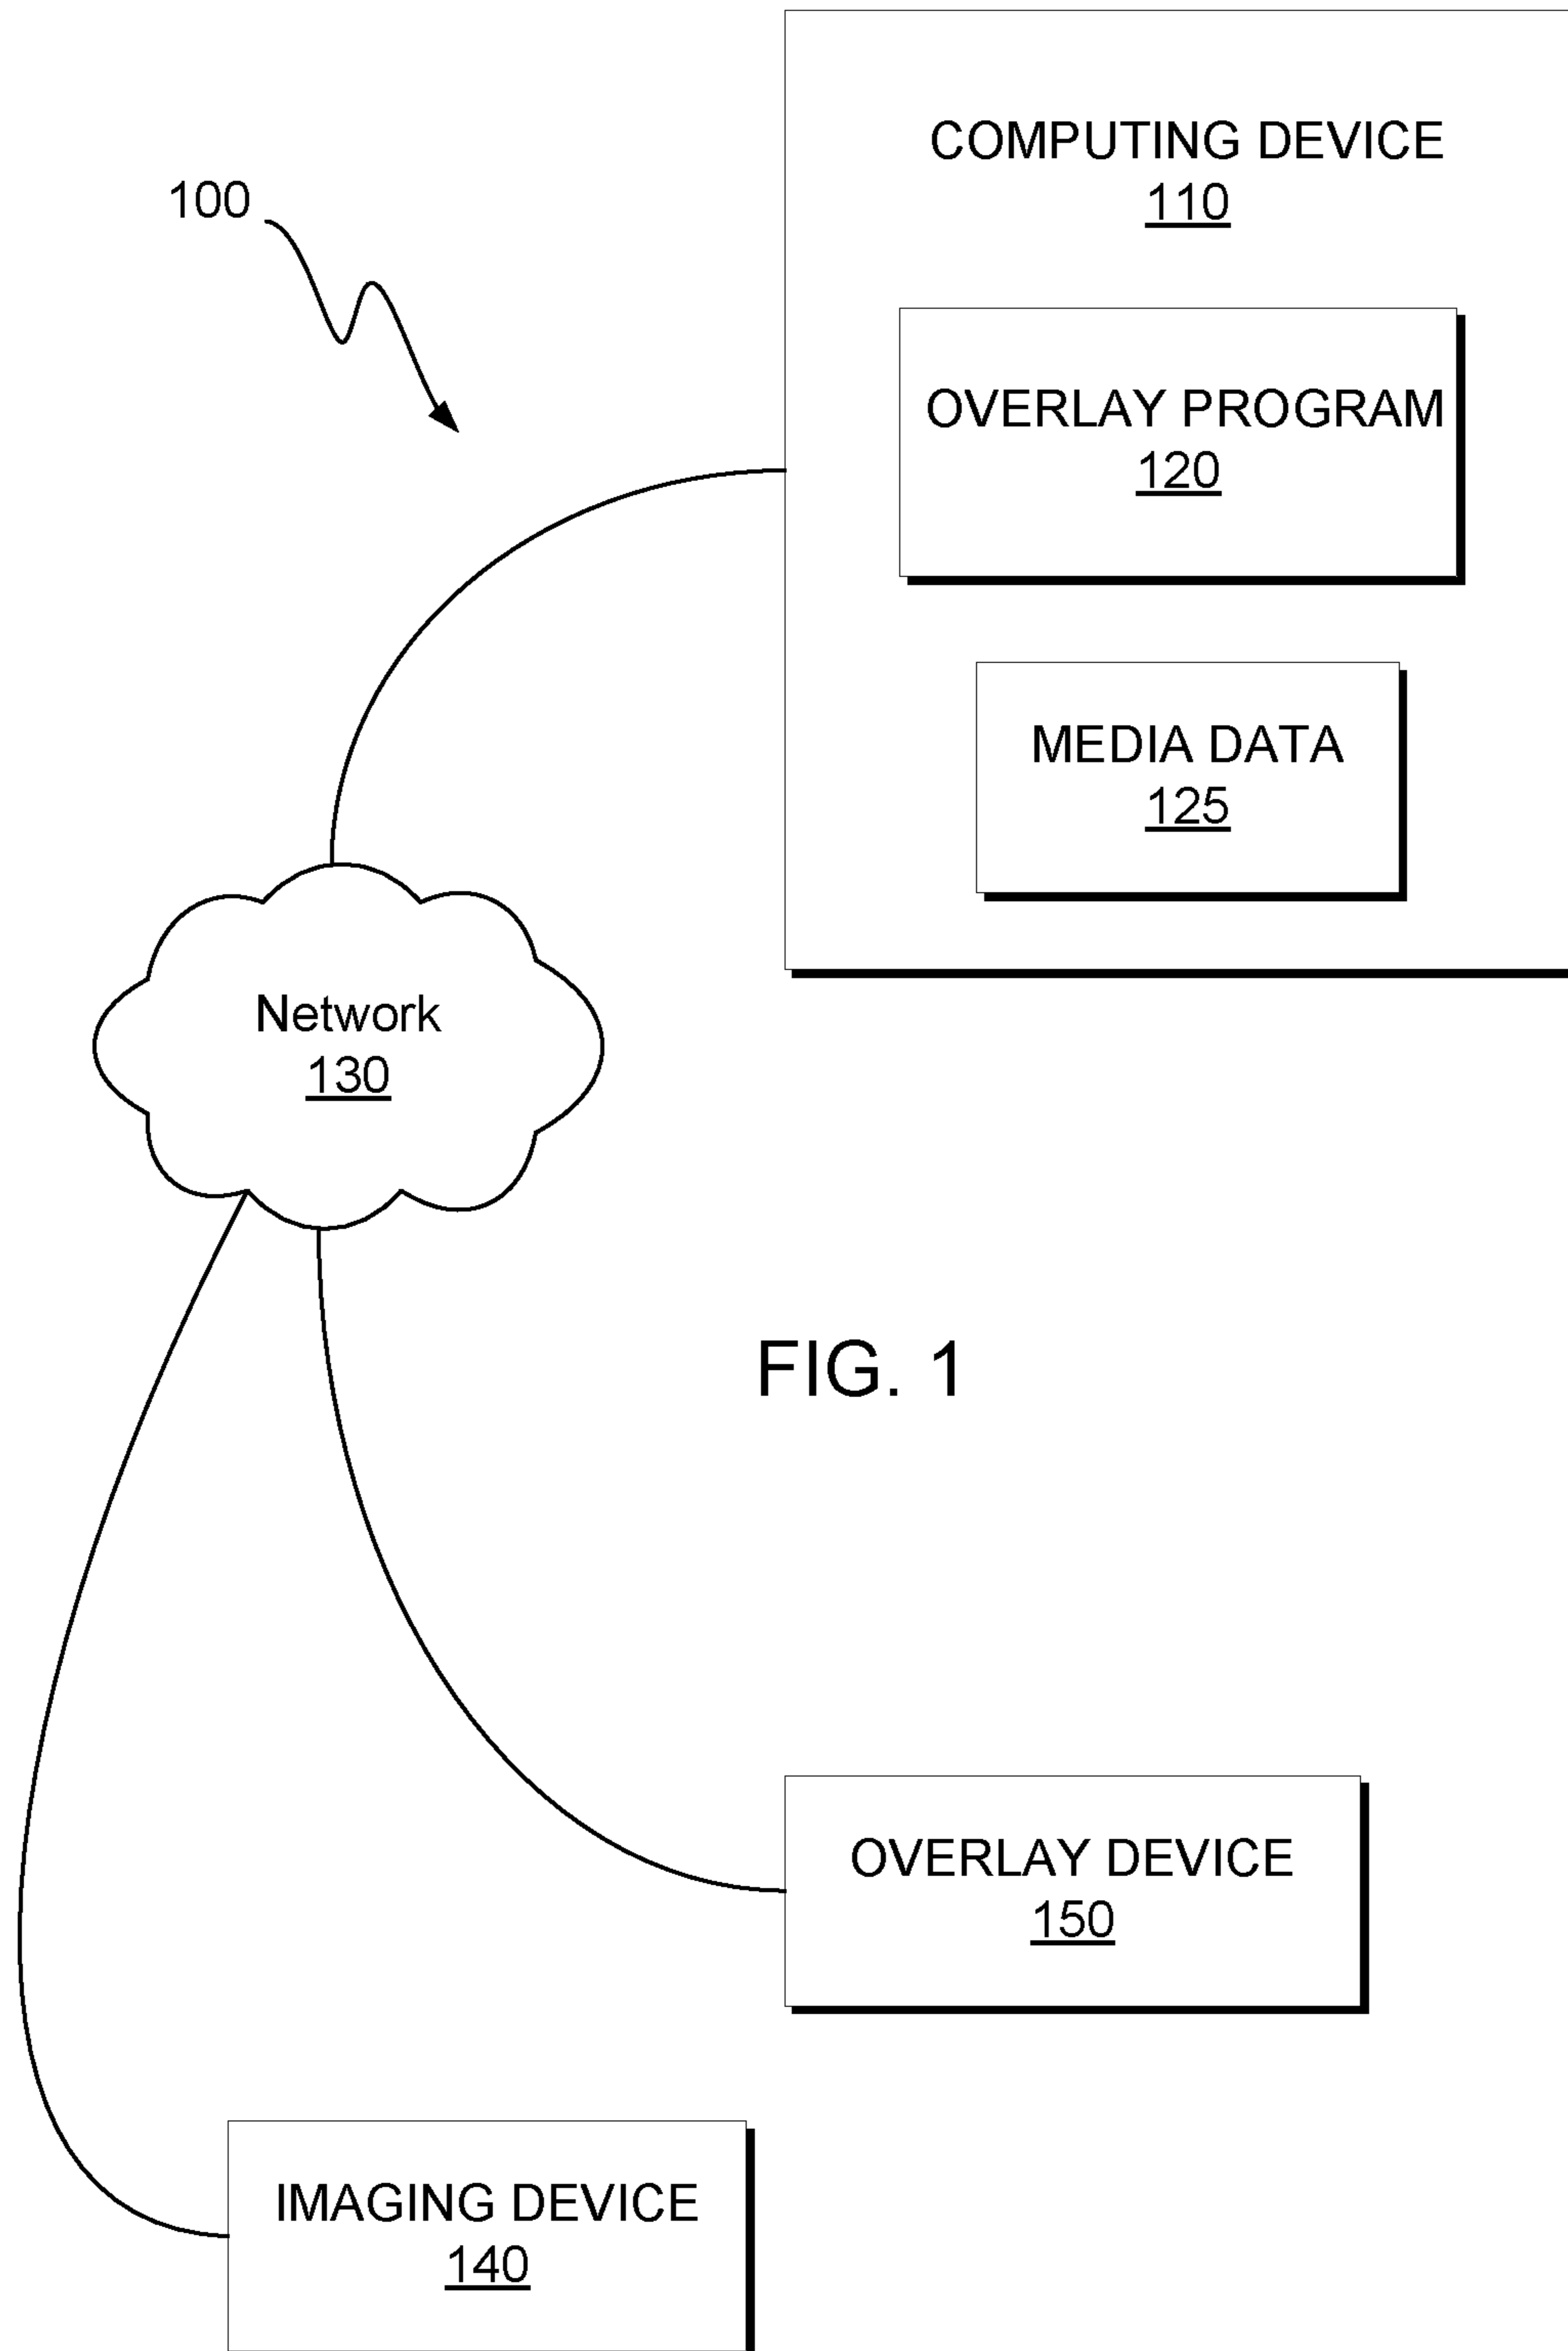 100
COMPUTING DEVICE
110
OVERLAY PROGRAM
120
MEDIA DATA
125
Network
130
FIG. 1
OVERLAY DEVICE
150
IMAGING DEVICE
140